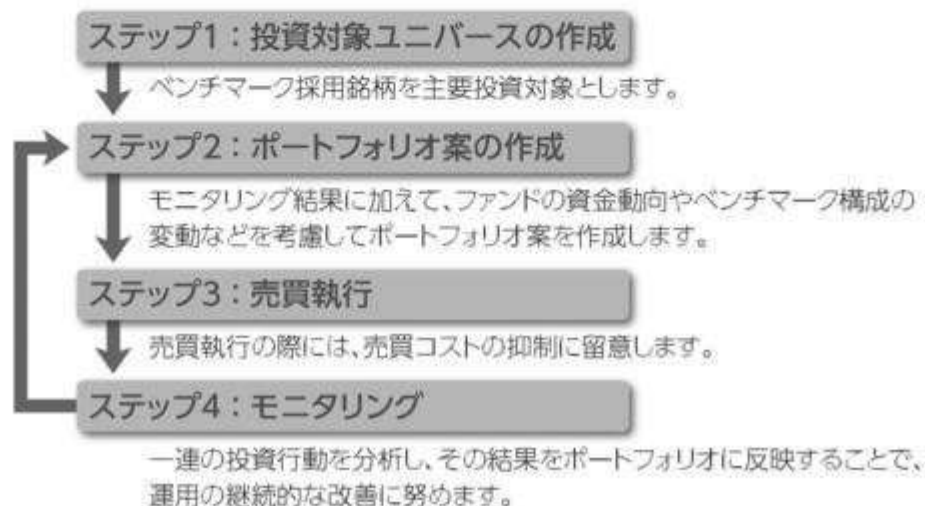 ステップ1：投資対象ユニバースの作成
ベンチマーク採用銘柄を主要投資対象とします。
ステップ2：ポートフォリオ案の作成
モニタリング結果に加えて、ファンドの資金動向やベンチマーク構成の
変動などを考慮してポートフォリオ案を作成します。
ステップ3：売買執行
売買執行の際には、売買コストの抑制に留意します。
ステップ4：モニタリング
一連の投資行動を分析し、その結果をポートフォリオに反映することで、
運用の継続的な改善に努めます。